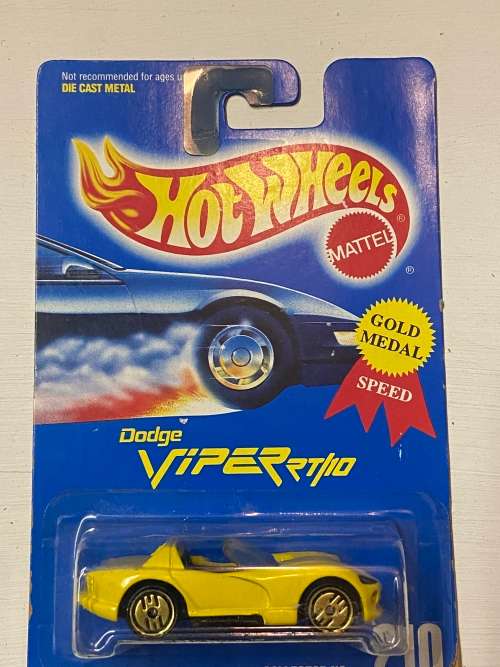 Not recommended for ages
DIE CAST METAL
HOT WHEELS
®
MATTEL
®
GOLD
MEDAL
SPEED
Dodge
VIPER RT/10